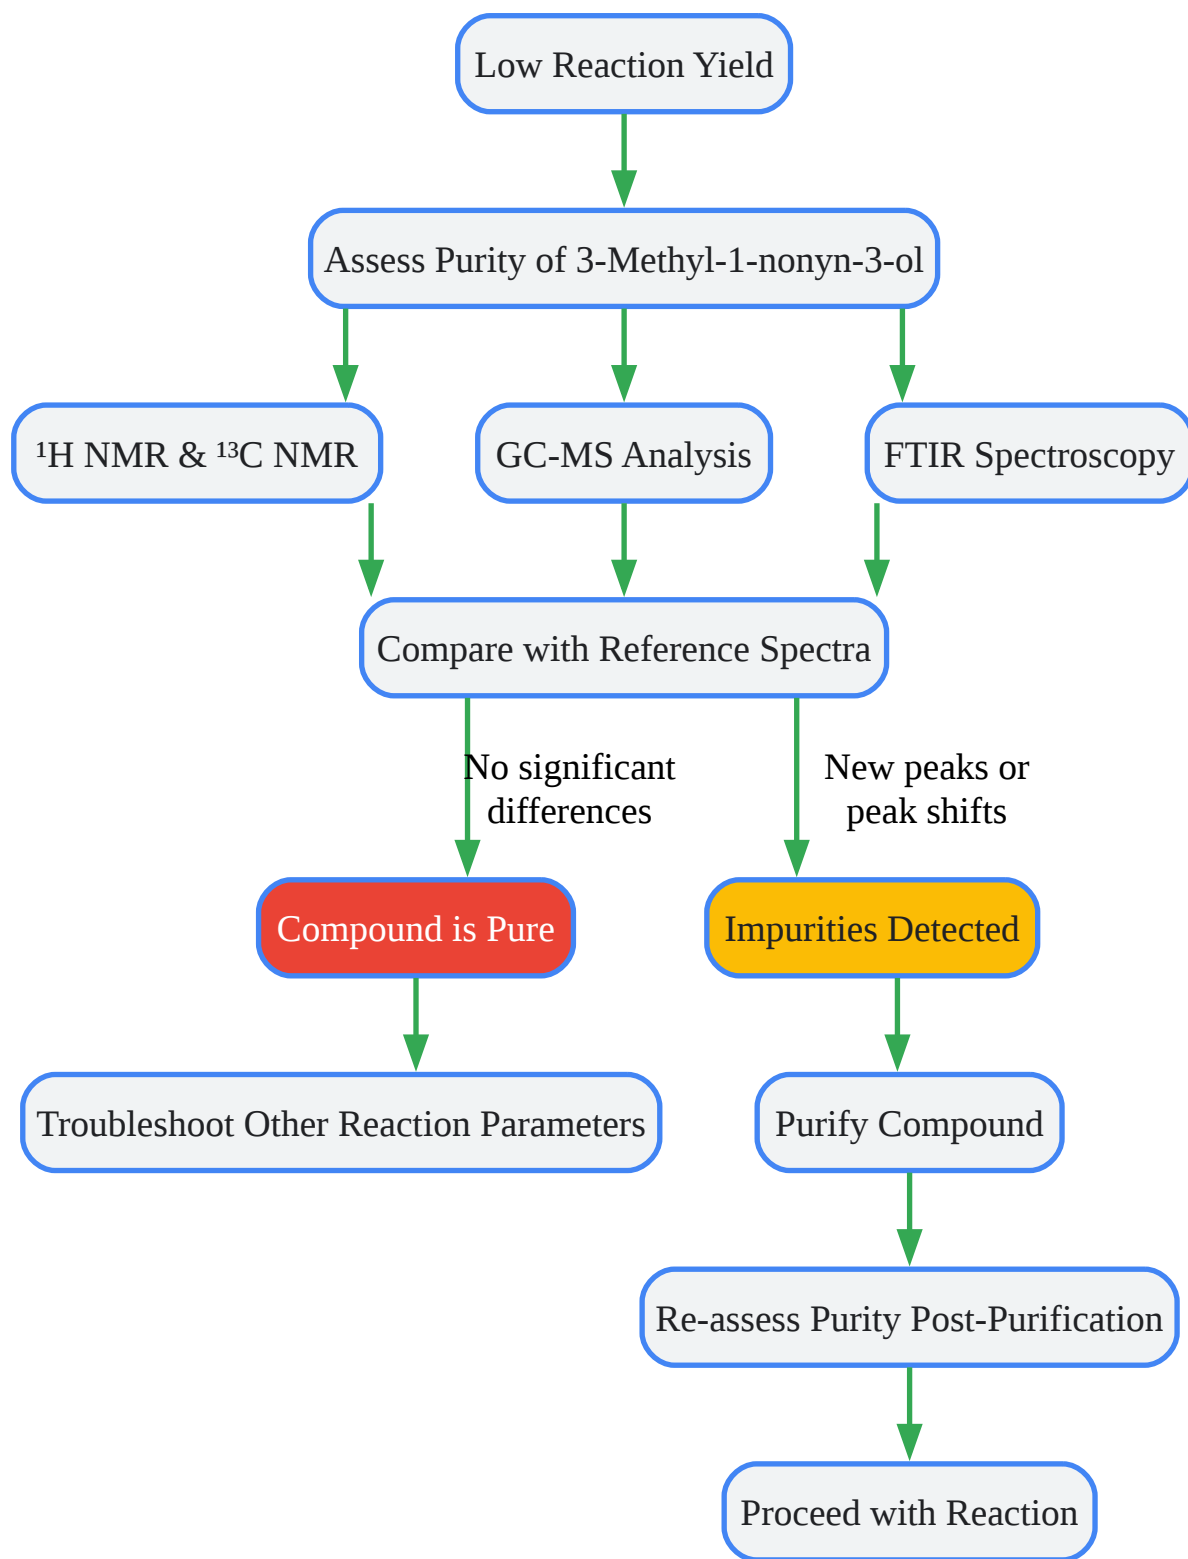 Low Reaction Yield
Assess Purity of 3-Methyl-1-nonyn-3-ol
¹H NMR & ¹³C NMR
GC-MS Analysis
FTIR Spectroscopy
Compare with Reference Spectra
No significant
differences
New peaks or
peak shifts
Compound is Pure
Impurities Detected
Troubleshoot Other Reaction Parameters
Purify Compound
Re-assess Purity Post-Purification
Proceed with Reaction